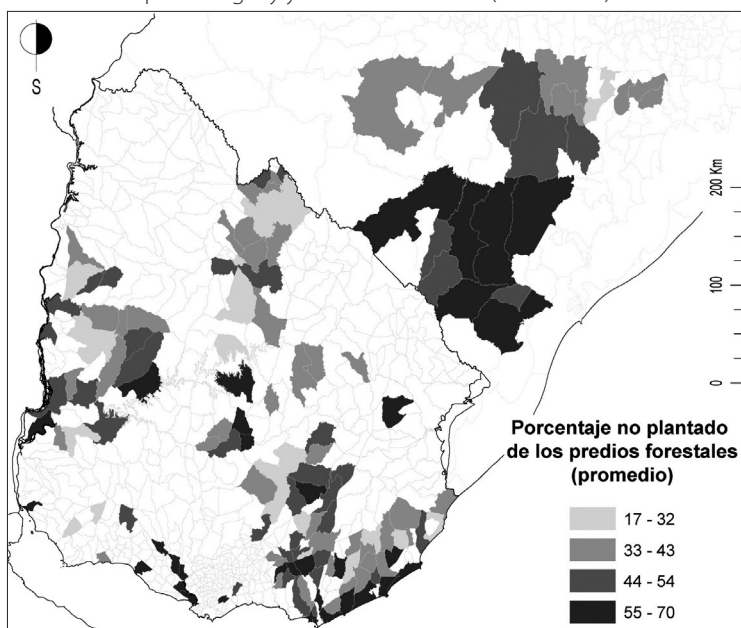 S
200 Km
100
0
Porcentaje no plantado
de los predios forestales
(promedio)
17 - 32
33 - 43
44 - 54
55 - 70